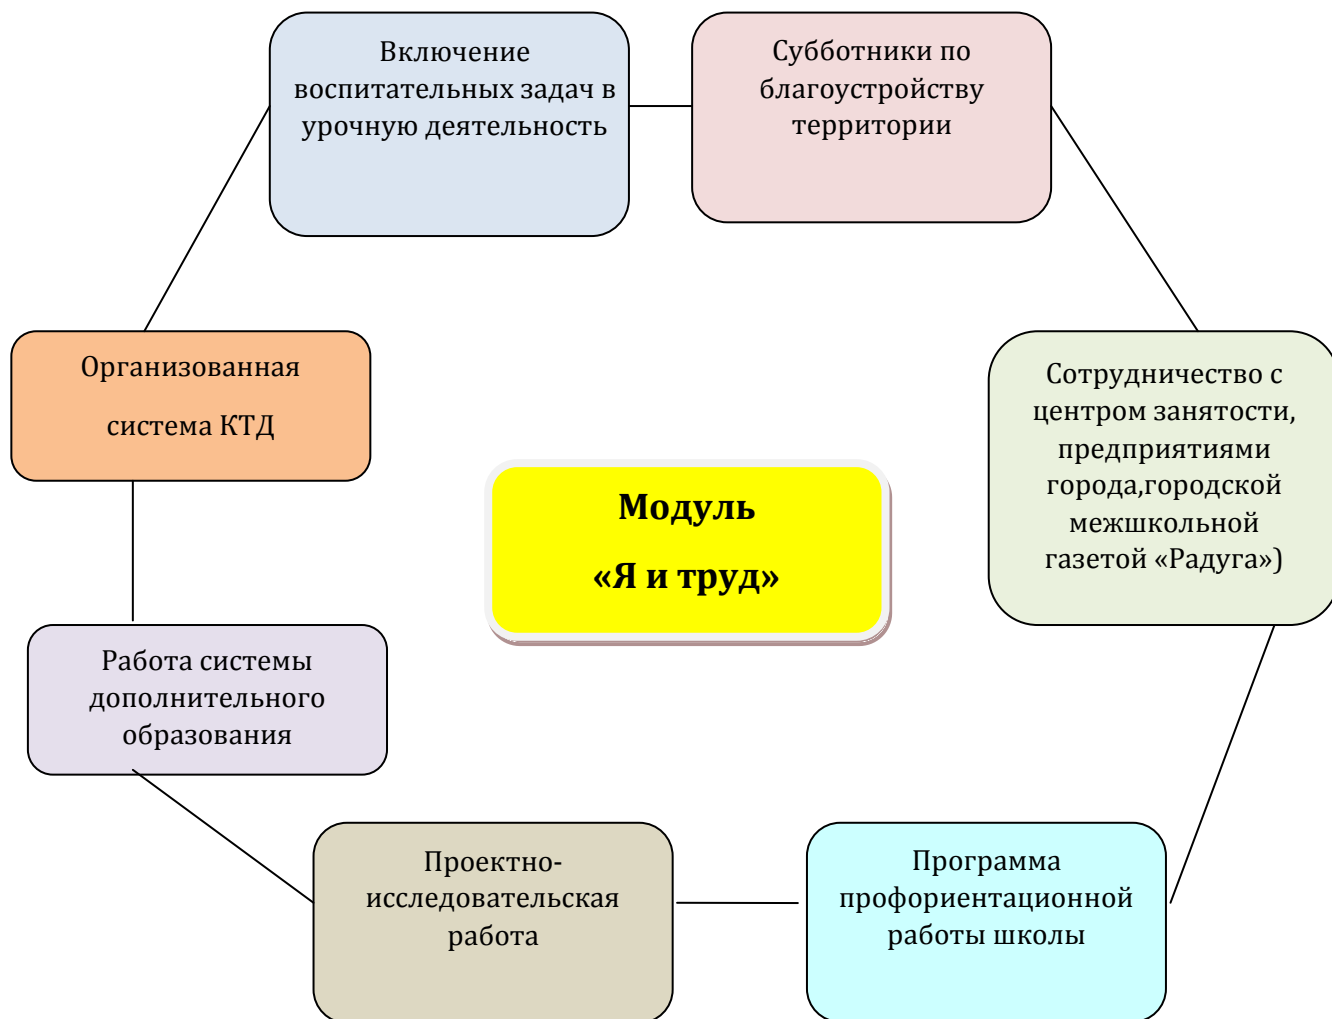 Включение
воспитательных задач в
урочную деятельность
Субботники по
благоустройству
территории
Организованная
система КТД
Сотрудничество с
центром занятости,
предприятиями
города,городской
межшкольной
газетой «Радуга»)
Модуль
«Я и труд»
Работа системы
дополнительного
образования
Проектно-
исследовательская
работа
Программа
профориентационной
работы школы